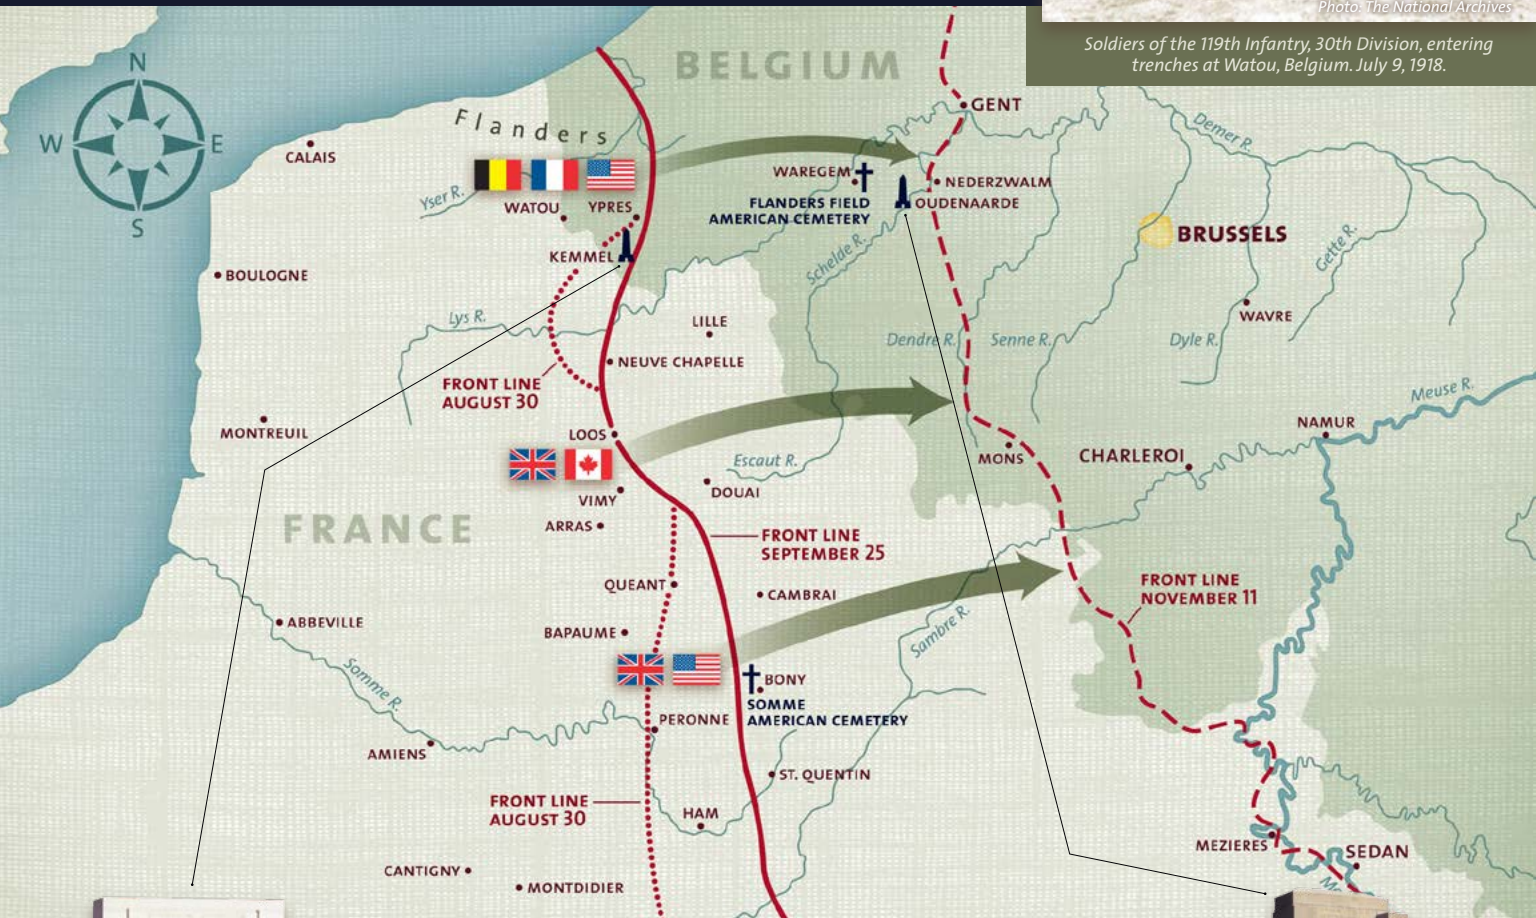 Photo: The National Archives
Soldiers of the 119th Infantry, 30th Division, entering
trenches at Watou, Belgium. July 9, 1918.
BELGIUM
N
W
E
S
Flanders
GENT
Demer R.
CALAIS
Yser R.
WATOU
YPRES
WAREGEM
NEDERZWALM
FLANDERS FIELD
AMERICAN CEMETERY
OUDENAARDE
BRUSSELS
KEMMEL
Schelde R.
Gette R.
BOULOGNE
Lys R.
LILLE
WAVRE
Dendre R.
Senne R.
Dyle R.
NEUVE CHAPELLE
FRONT LINE
AUGUST 30
Meuse R.
MONTREUIL
LOOS
NAMUR
MONS
CHARLEROI
Escaut R.
VIMY
DOUAI
FRANCE
ARRAS
FRONT LINE
SEPTEMBER 25
QUEANT
CAMBRAI
FRONT LINE
NOVEMBER 11
ABBEVILLE
BAPAUME
Sambre R.
Somme R.
BONY
SOMME
AMERICAN CEMETERY
PERONNE
AMIENS
ST. QUENTIN
FRONT LINE
AUGUST 30
HAM
MEZIERES
SEDAN
CANTIGNY
MONTDIDIER